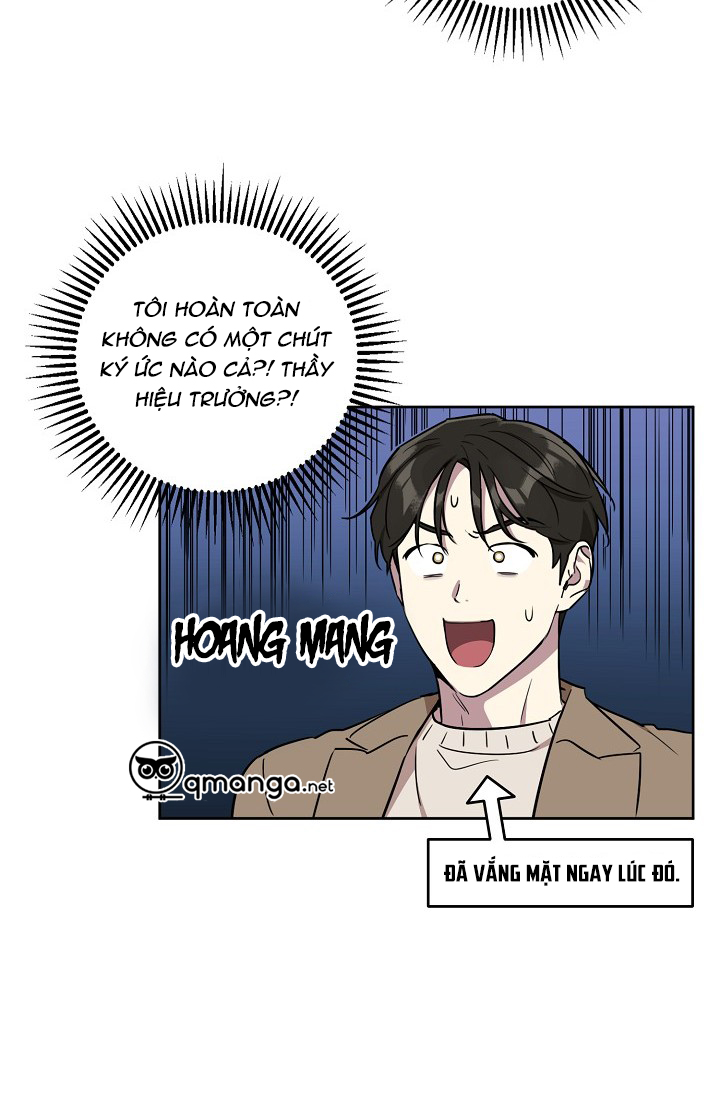 TÔI HOÀN TOÀN
KHÔNG CÓ MỘT CHÚT
KÝ ỨC NÀO CẢ?! THẦY
HIỆU TRƯỞNG?!
HOANG MANG
qmanga.net
ĐÃ VẮNG MẶT NGAY LÚC ĐÓ.